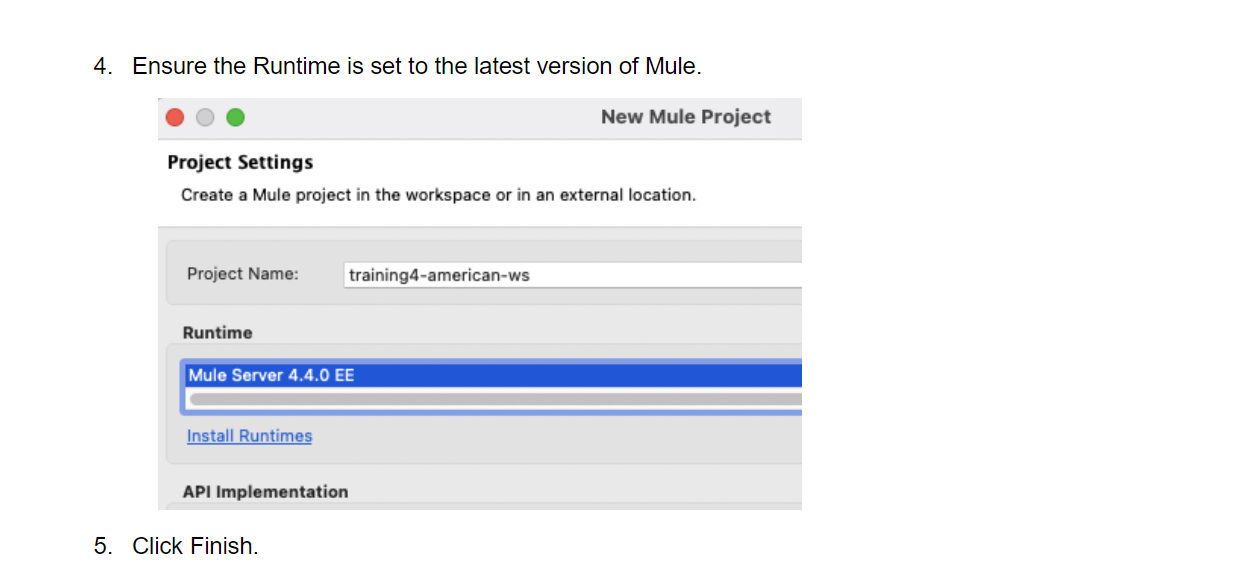 4. Ensure the Runtime is set to the latest version of Mule.
New Mule Project
Project Settings
Create a Mule project in the workspace or in an external location.
Project Name: training4-american-ws
Runtime
Mule Server 4.4.0 EE
Install Runtimes
API Implementation
5. Click Finish.